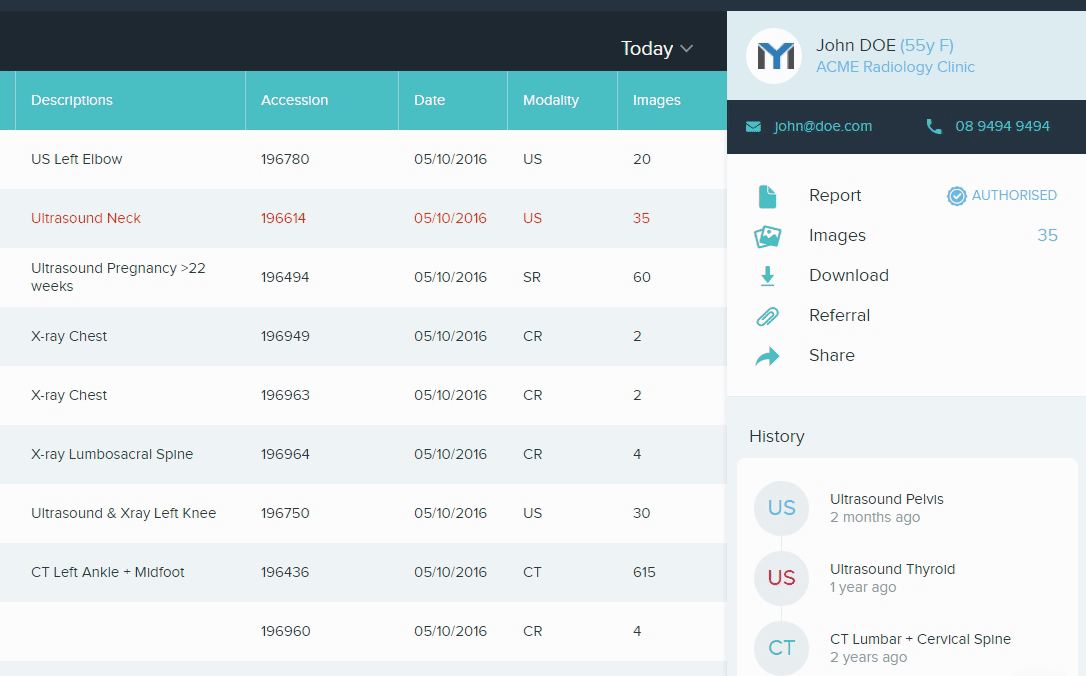 Today
Descriptions Accession Date Modality Images
US Left Elbow 196780 05/10/2016 US 20
Ultrasound Neck 196614 05/10/2016 US 35
Ultrasound Pregnancy >22
weeks 196494 05/10/2016 SR 60
X-ray Chest 196949 05/10/2016 CR 2
X-ray Chest 196963 05/10/2016 CR 2
X-ray Lumbosacral Spine 196964 05/10/2016 CR 4
Ultrasound & Xray Left Knee 196750 05/10/2016 US 30
CT Left Ankle + Midfoot 196436 05/10/2016 CT 615
196960 05/10/2016 CR 4
John DOE (55y F)
ACME Radiology Clinic
john@doe.com 08 9494 9494
Report AUTHORISED
Images 35
Download
Referral
Share
History
US Ultrasound Pelvis
2 months ago
US Ultrasound Thyroid
1 year ago
CT CT Lumbar + Cervical Spine
2 years ago